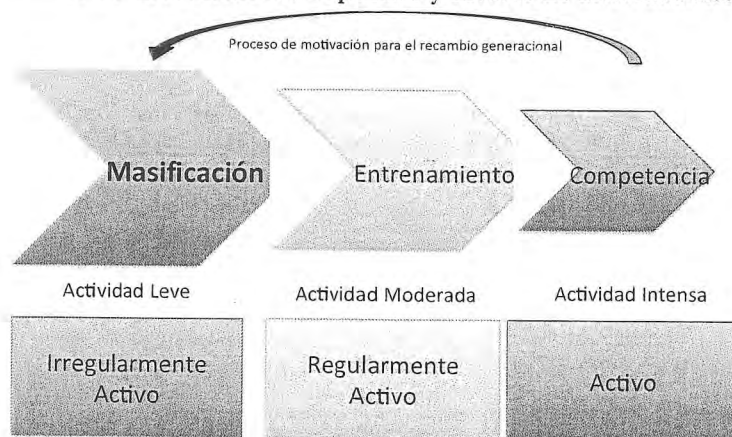 Proceso de motivación para el recambio generacional
Masificación
Entrenamiento
Competencia
Actividad Leve
Actividad Moderada
Actividad Intensa
Irregularmente
Activo
Regularmente
Activo
Activo